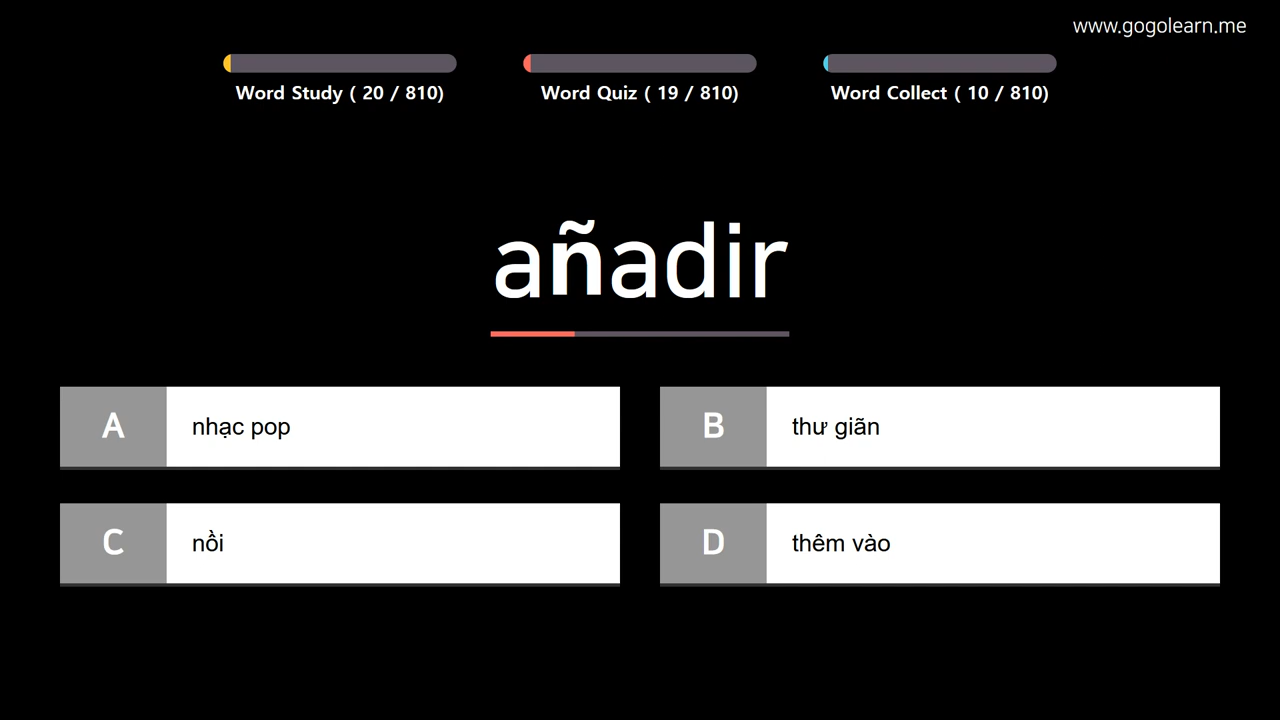 www.gogolearn.me
Word Study ( 20 / 810)
Word Quiz ( 19 / 810)
Word Collect ( 10 / 810)
añadir
A nhạc pop
B thư giãn
C nồi
D thêm vào